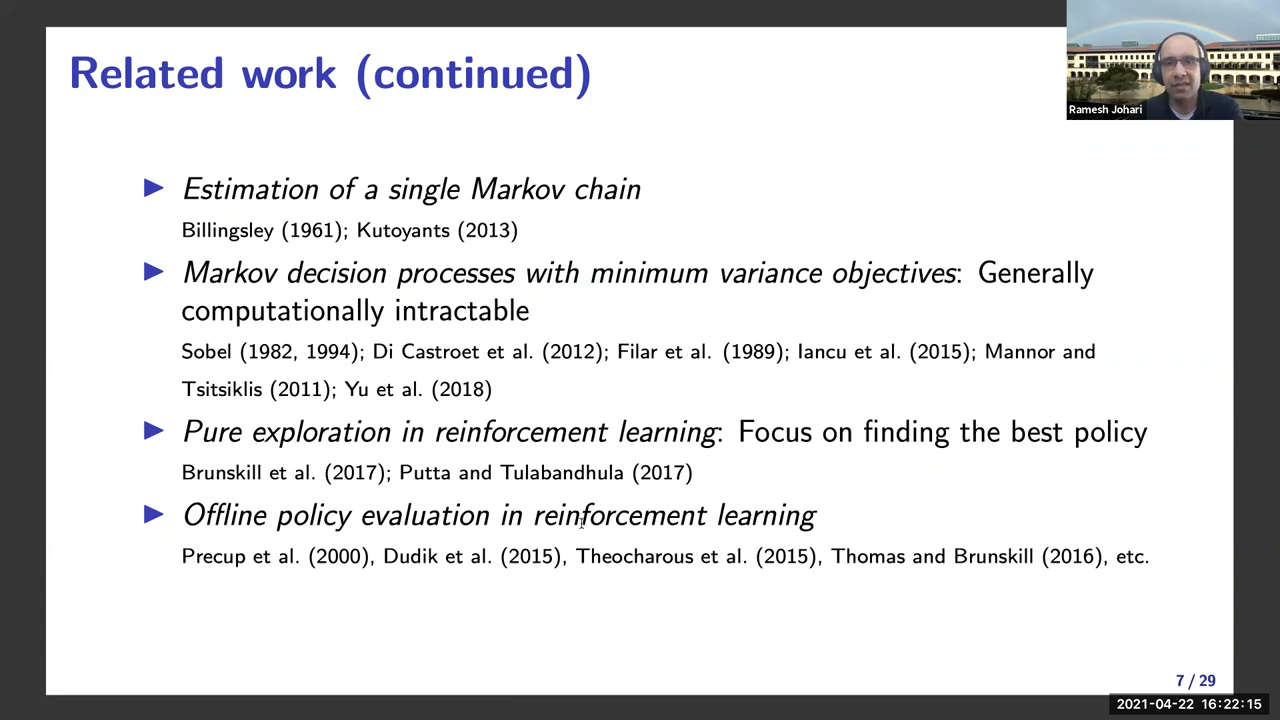 Related work (continued)
Ramesh Johari
▶ Estimation of a single Markov chain
Billingsley (1961); Kutoyants (2013)
▶ Markov decision processes with minimum variance objectives: Generally
computationally intractable
Sobel (1982, 1994); Di Castroet et al. (2012); Filar et al. (1989); Iancu et al. (2015); Mannor and
Tsitsiklis (2011); Yu et al. (2018)
▶ Pure exploration in reinforcement learning: Focus on finding the best policy
Brunskill et al. (2017); Putta and Tulabandhula (2017)
▶ Offline policy evaluation in reinforcement learning
Precup et al. (2000), Dudik et al. (2015), Theocharous et al. (2015), Thomas and Brunskill (2016), etc.
7 / 29
2021-04-22 16:22:15